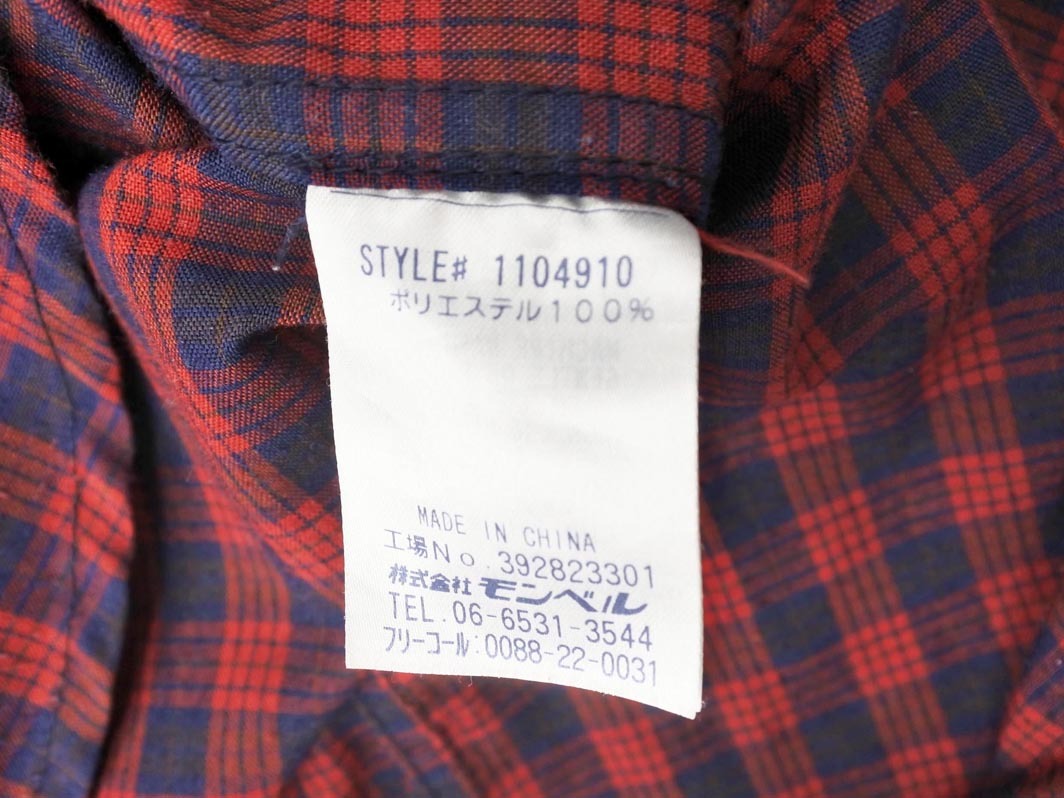 STYLE# 1104910
ポリエステル100%
MADE IN CHINA
工場No.392823301
株式会社モンベル
TEL.06-6531-3544
フリーコール:0088-22-0031